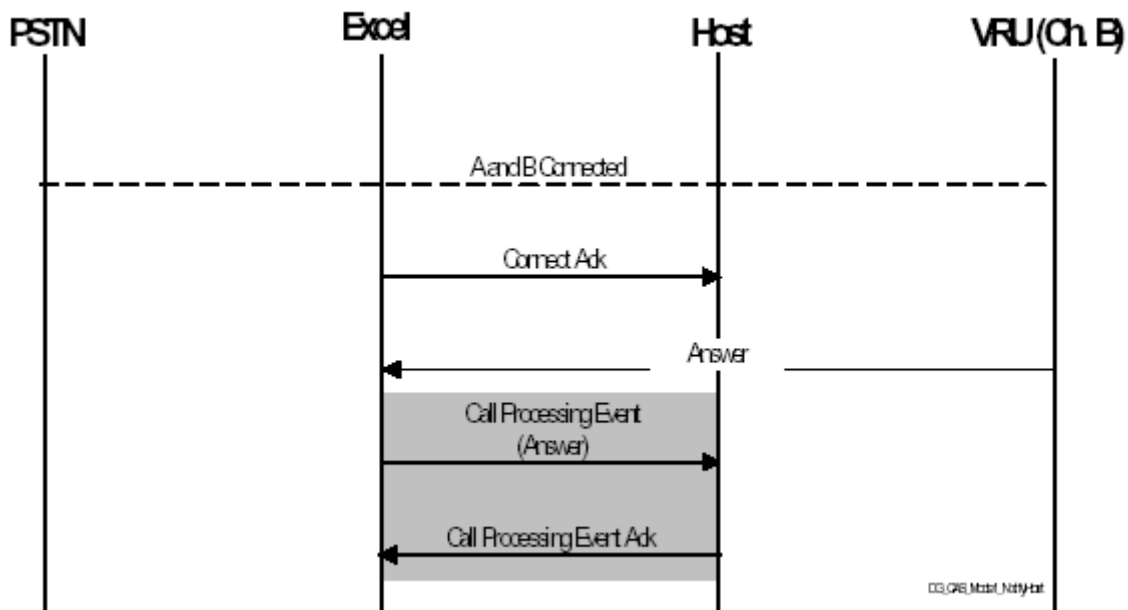 PSTN Excel Host VRU (Ch. B)
A and B Connected
Connect Ack
Answer
Call Processing Event
(Answer)
Call Processing Event Ack